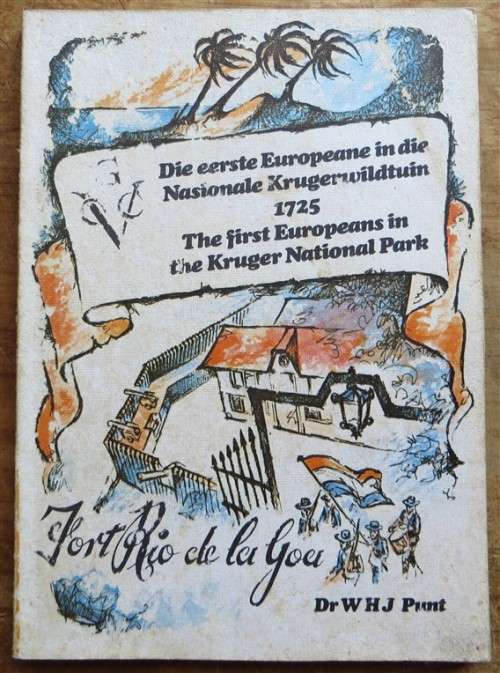 Die eerste Europeane in die
Nasionale Krugerwildtuin
1725
The first Europeans in
the Kruger National Park
Fort Rio de la Goa
Dr W H J Punt